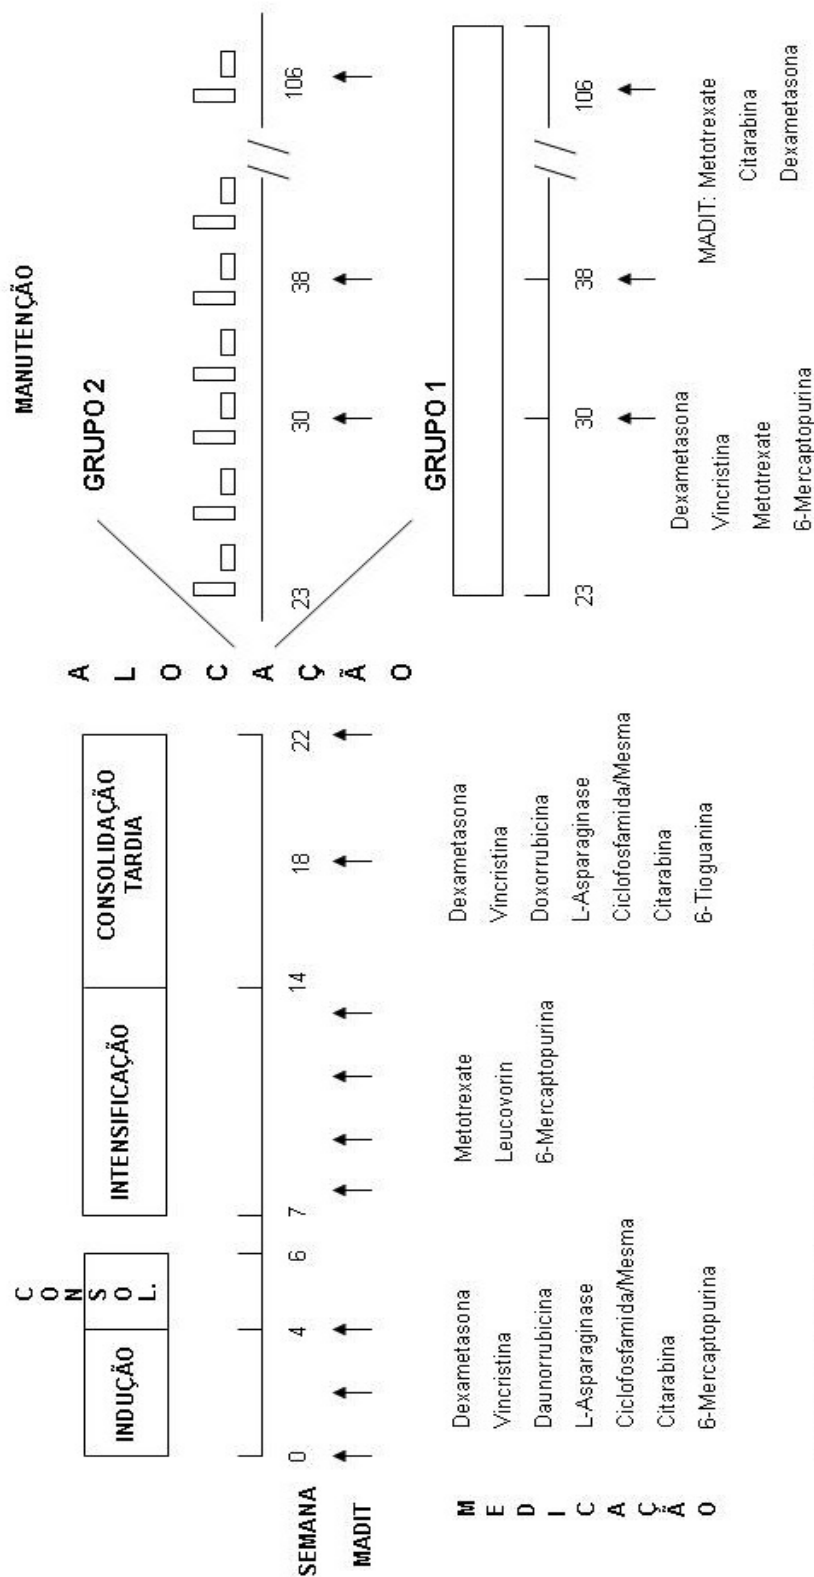 MANUTENÇÃO
CONSOL.
INDUÇÃO
INTENSIFICAÇÃO
CONSOLIDAÇÃO
TARDIA
ALOCAÇÃO
GRUPO 2
SEMANA 0 4 6 7 14 18 22 23 30 38 106
MADIT
GRUPO 1
23 30 38 106
MEDICAÇÃO
Dexametasona
Vincristina
Daunorrubicina
L-Asparaginase
Ciclofosfamida/Mesma
Citarabina
6-Mercaptopurina
Metotrexate
Leucovorin
6-Mercaptopurina
Dexametasona
Vincristina
Doxorrubicina
L-Asparaginase
Ciclofosfamida/Mesma
Citarabina
6-Tioguanina
Dexametasona
Vincristina
Metotrexate
6-Mercaptopurina
MADIT: Metotrexate
Citarabina
Dexametasona